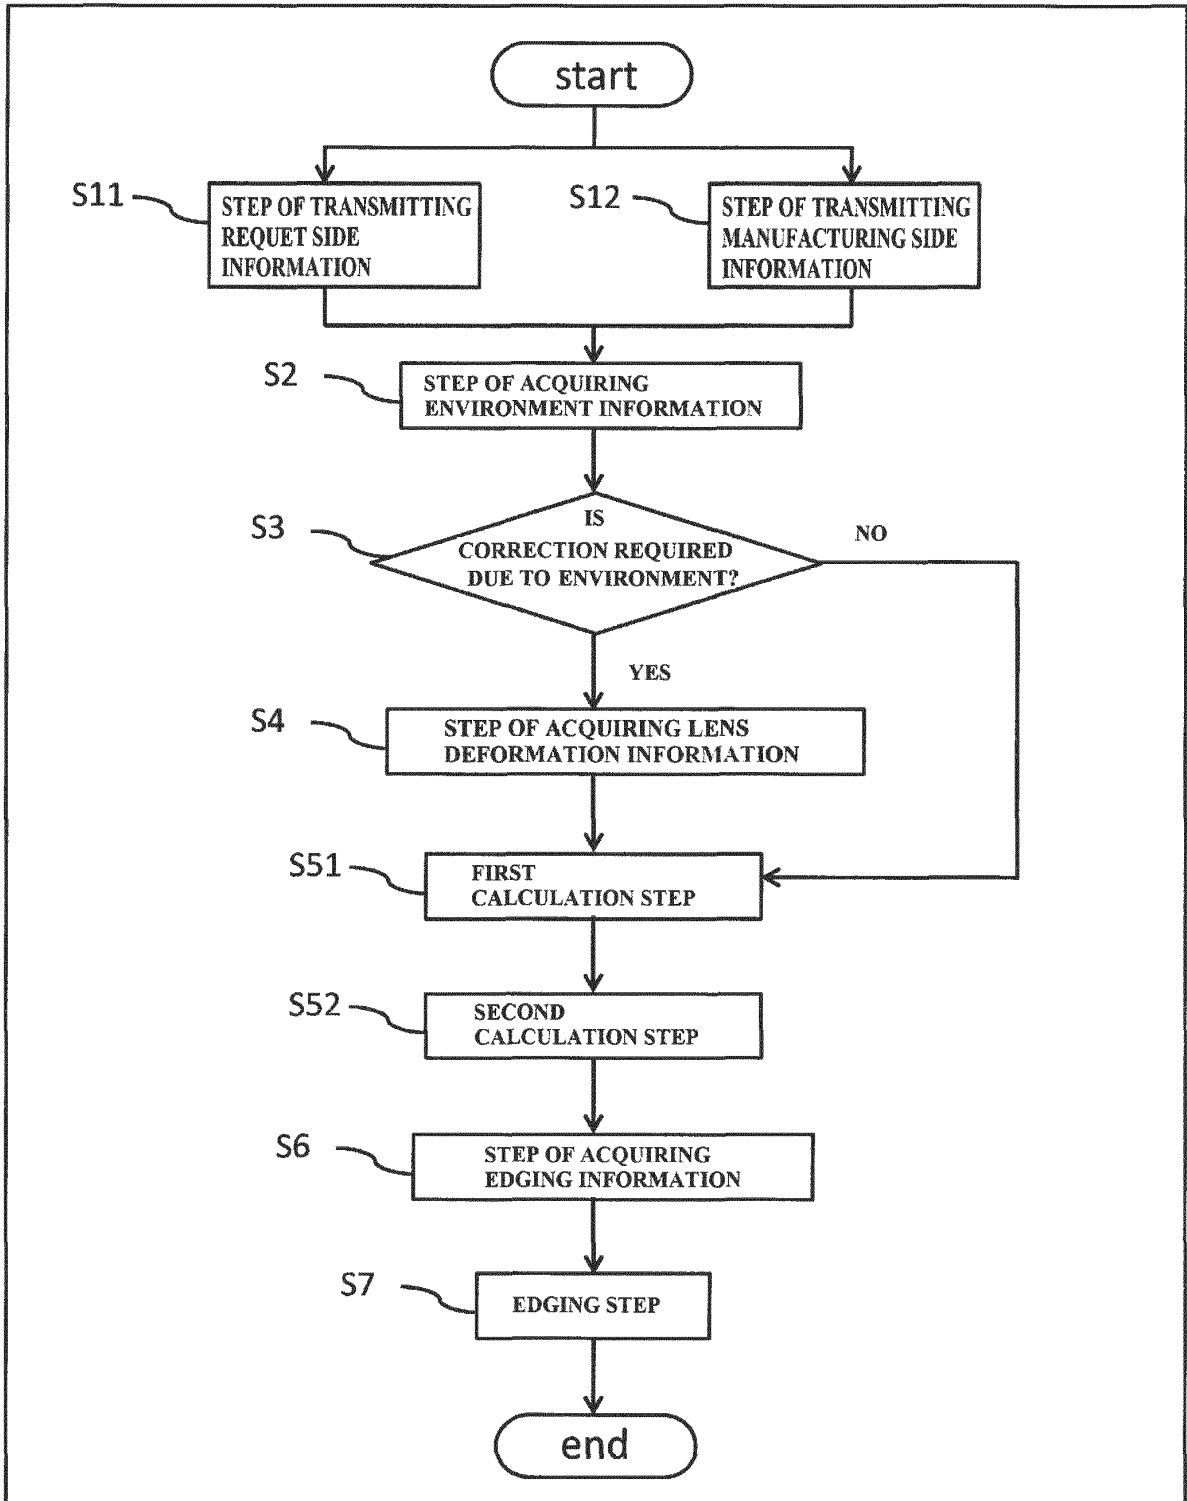 start
S11
STEP OF TRANSMITTING
REQUET SIDE
INFORMATION
S12
STEP OF TRANSMITTING
MANUFACTURING SIDE
INFORMATION
S2
STEP OF ACQUIRING
ENVIRONMENT INFORMATION
S3
IS
CORRECTION REQUIRED
DUE TO ENVIRONMENT?
NO
YES
S4
STEP OF ACQUIRING LENS
DEFORMATION INFORMATION
S51
FIRST
CALCULATION STEP
S52
SECOND
CALCULATION STEP
S6
STEP OF ACQUIRING
EDGING INFORMATION
S7
EDGING STEP
end